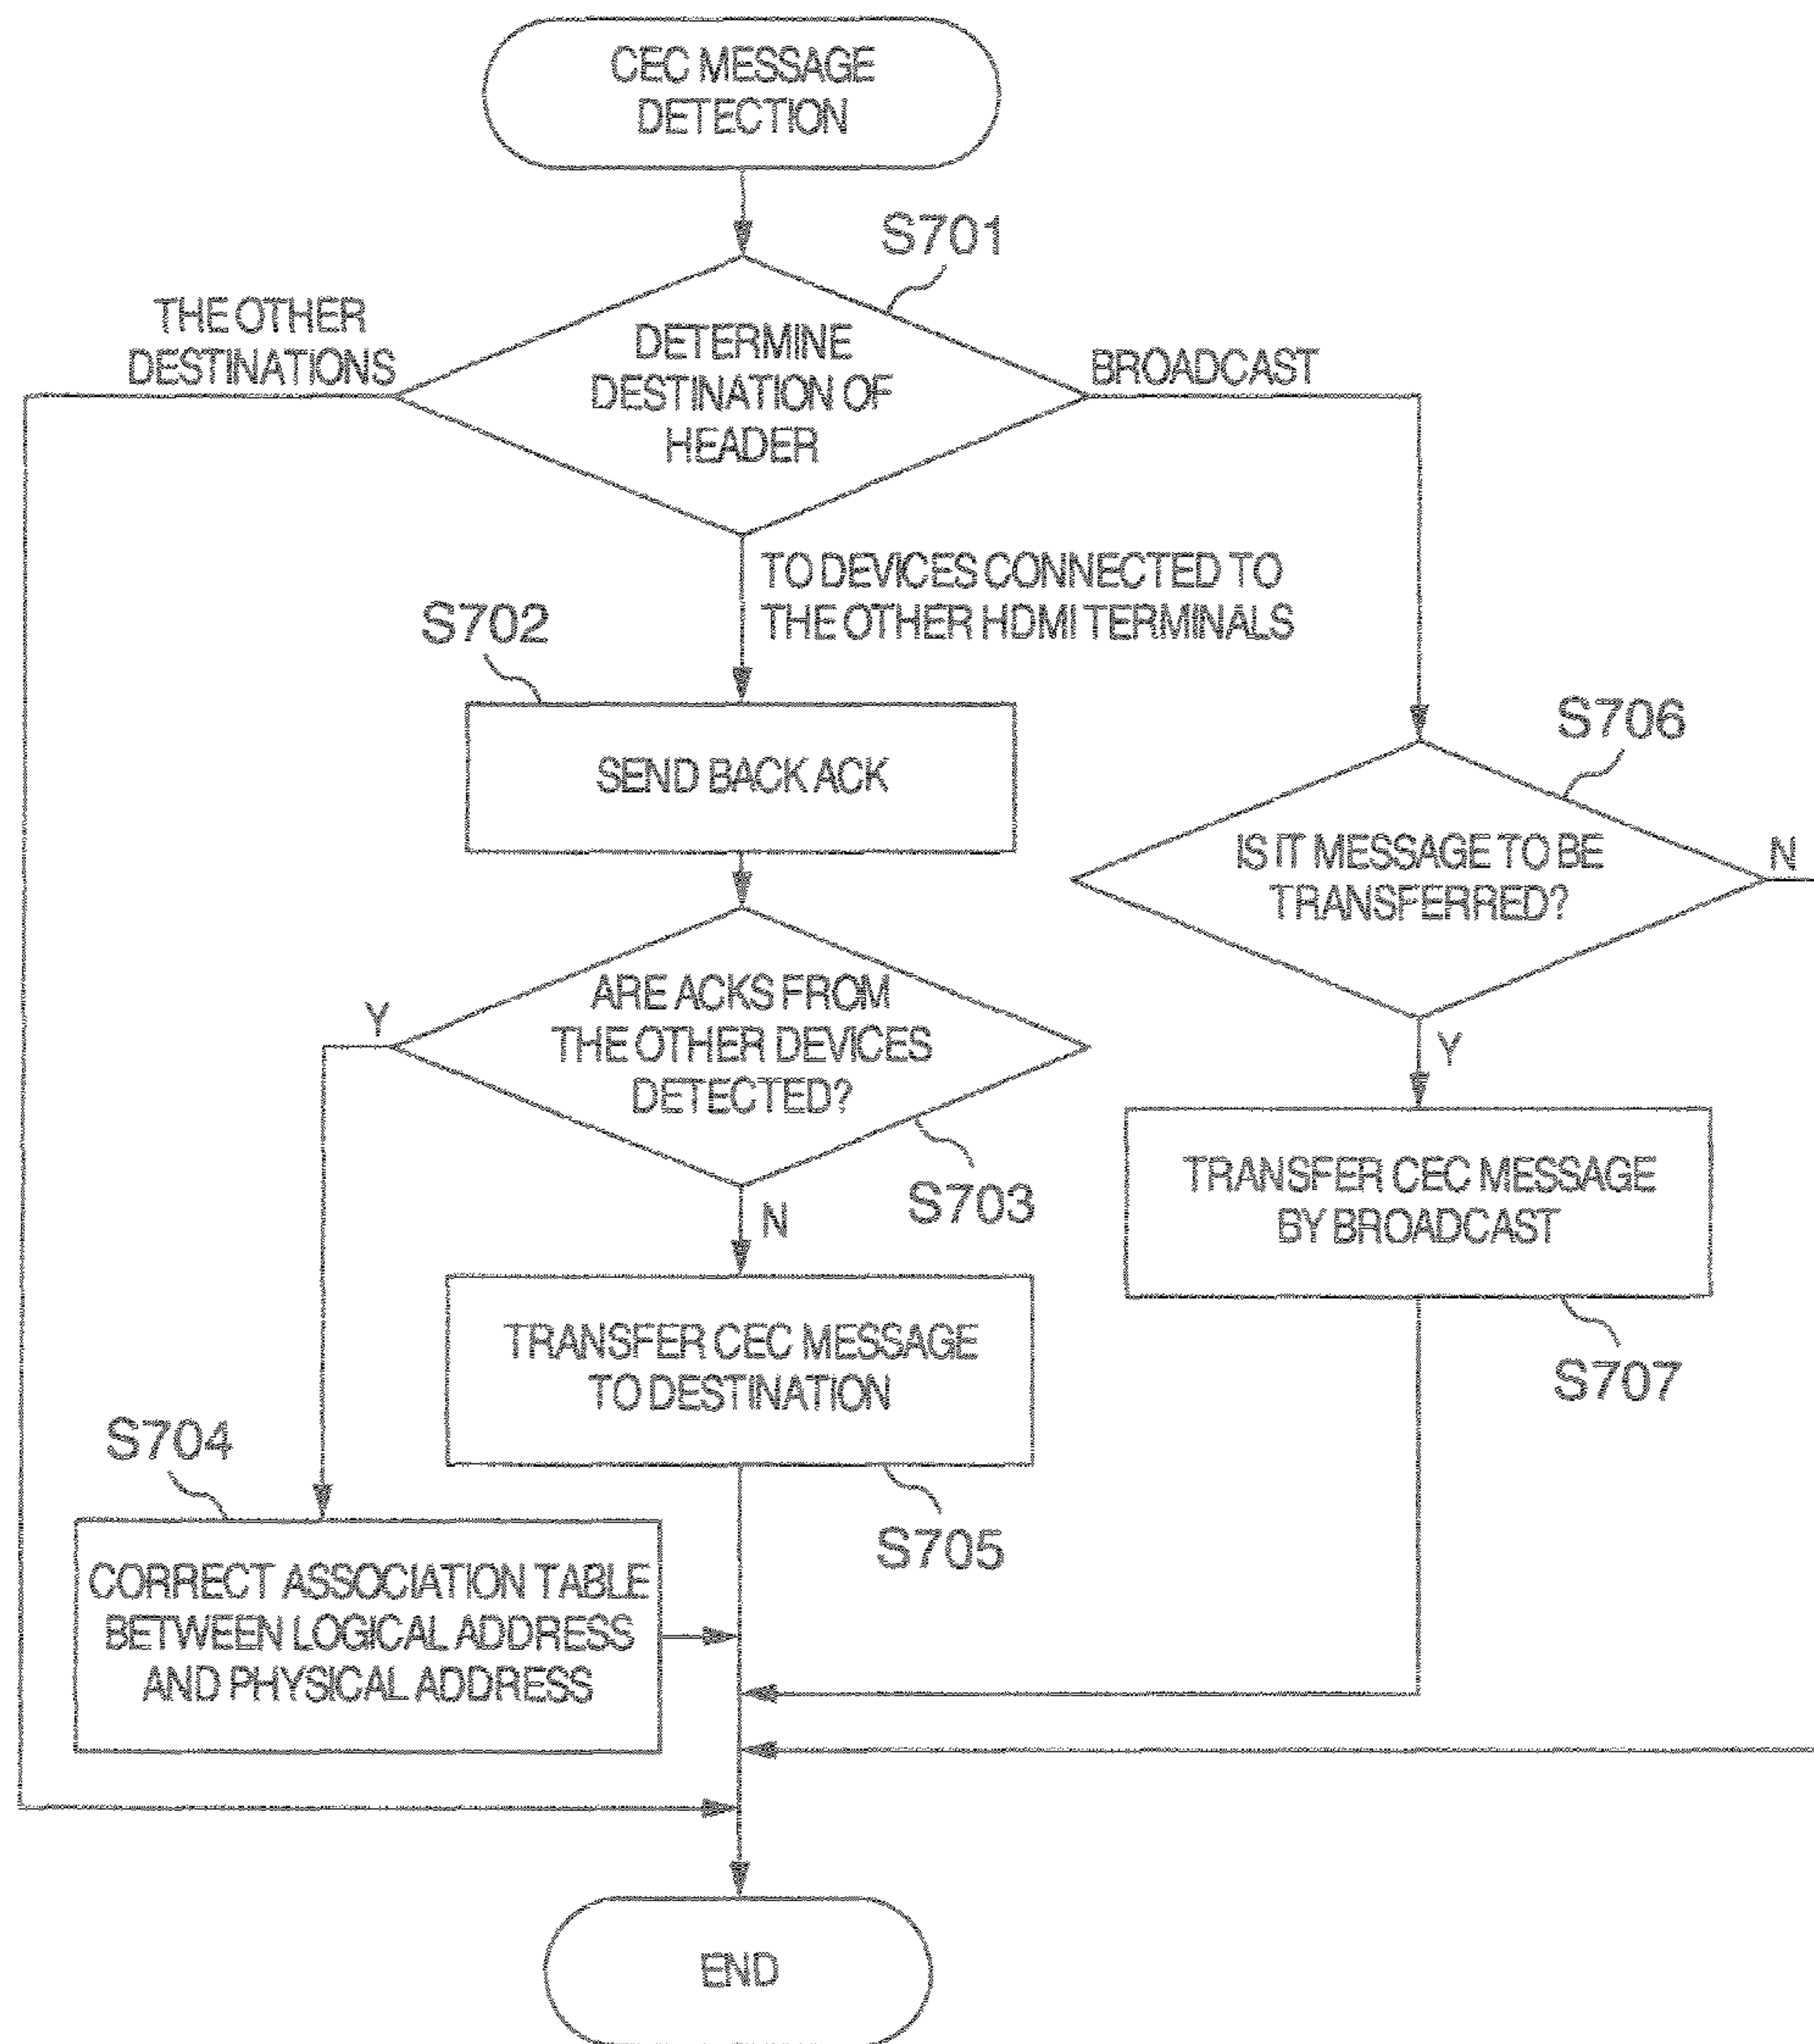 CEC MESSAGE
DETECTION
S701
THE OTHER
DESTINATIONS
DETERMINE
DESTINATION OF
HEADER
BROADCAST
TO DEVICES CONNECTED TO
THE OTHER HDMI TERMINALS
S702
SEND BACK ACK
S706
IS IT MESSAGE TO BE
TRANSFERRED?
N
ARE ACKS FROM
THE OTHER DEVICES
DETECTED?
Y
Y
S703
N
TRANSFER CEC MESSAGE
BY BROADCAST
S707
TRANSFER CEC MESSAGE
TO DESTINATION
S705
S704
CORRECT ASSOCIATION TABLE
BETWEEN LOGICAL ADDRESS
AND PHYSICAL ADDRESS
END